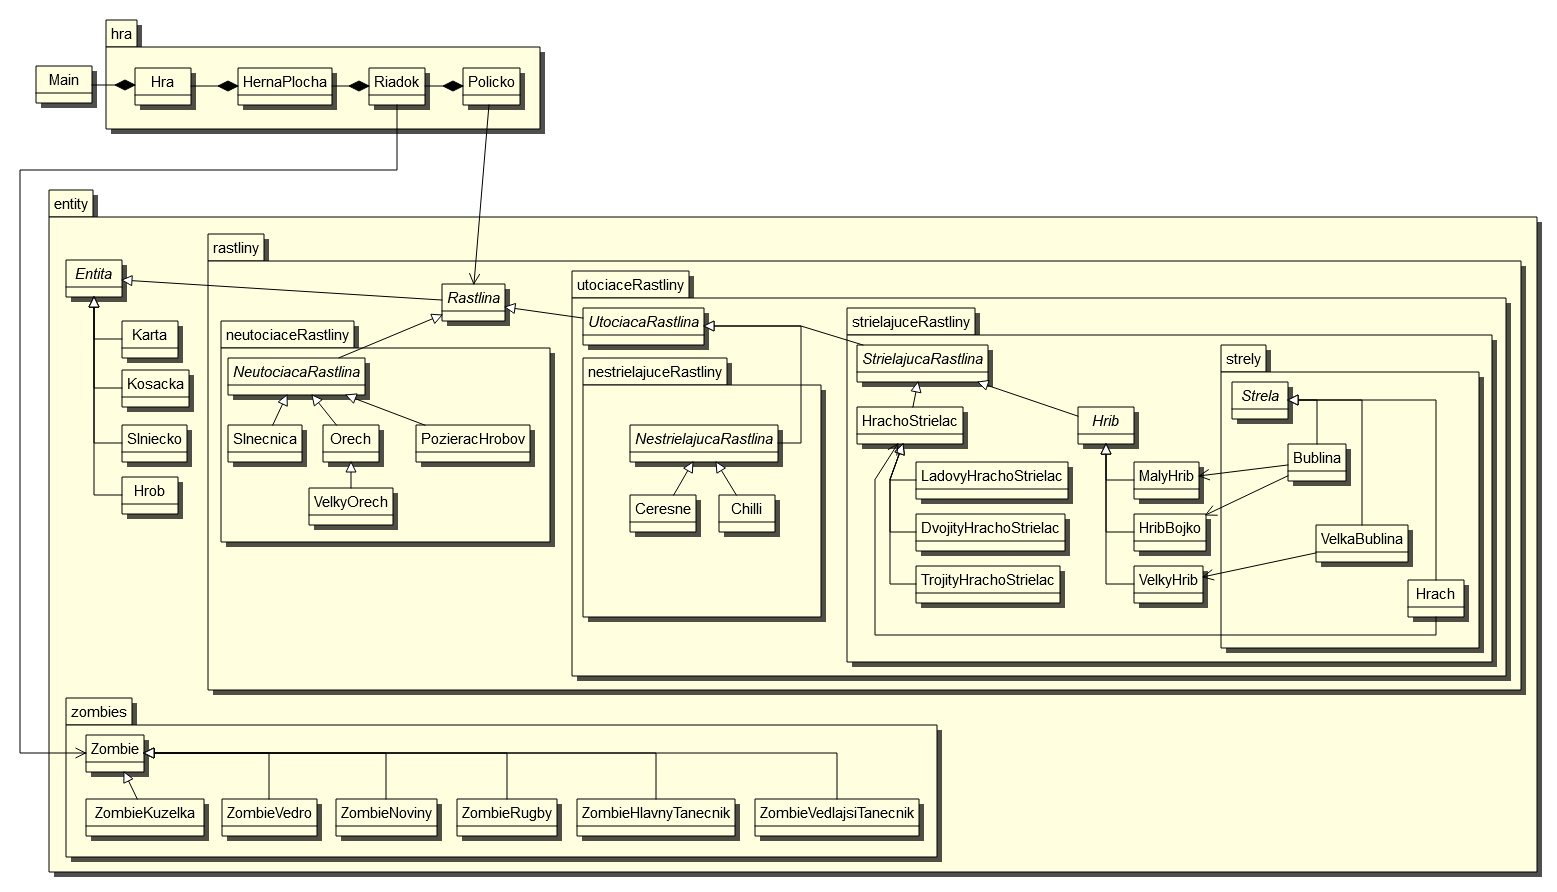 hra
Main
Hra
HernaPlocha
Riadok
Policko
entity
rastliny
Entita
Rastlina
utociaceRastliny
UtociacaRastlina
strielajuceRastliny
neutociaceRastliny
Karta
NeutociacaRastlina
nestrielajuceRastliny
StrielajucaRastlina
strely
Kosacka
Strela
Slniecko
Slnecnica
Orech
PozieracHrobov
NestrielajucaRastlina
HrachoStrielac
Hrib
Bublina
Hrob
VelkyOrech
Ceresne
Chilli
LadovyHrachoStrielac
MalyHrib
DvojityHrachoStrielac
HribBojko
VelkaBublina
TrojityHrachoStrielac
VelkyHrib
Hrach
zombies
Zombie
ZombieKuzelka
ZombieVedro
ZombieNoviny
ZombieRugby
ZombieHlavnyTanecnik
ZombieVedlajsiTanecnik